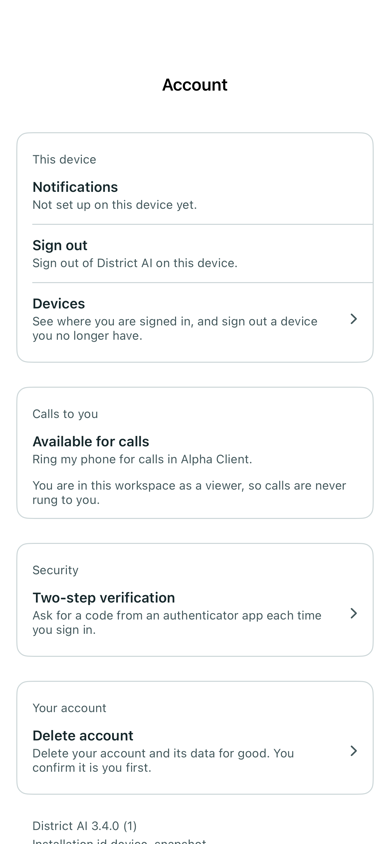 Account
This device
Notifications
Not set up on this device yet.
Sign out
Sign out of District AI on this device.
Devices
See where you are signed in, and sign out a device
you no longer have.
Calls to you
Available for calls
Ring my phone for calls in Alpha Client.
You are in this workspace as a viewer, so calls are never
rung to you.
Security
Two-step verification
Ask for a code from an authenticator app each time
you sign in.
Your account
Delete account
Delete your account and its data for good. You
confirm it is you first.
District AI 3.4.0 (1)
Installation id device, snapshot